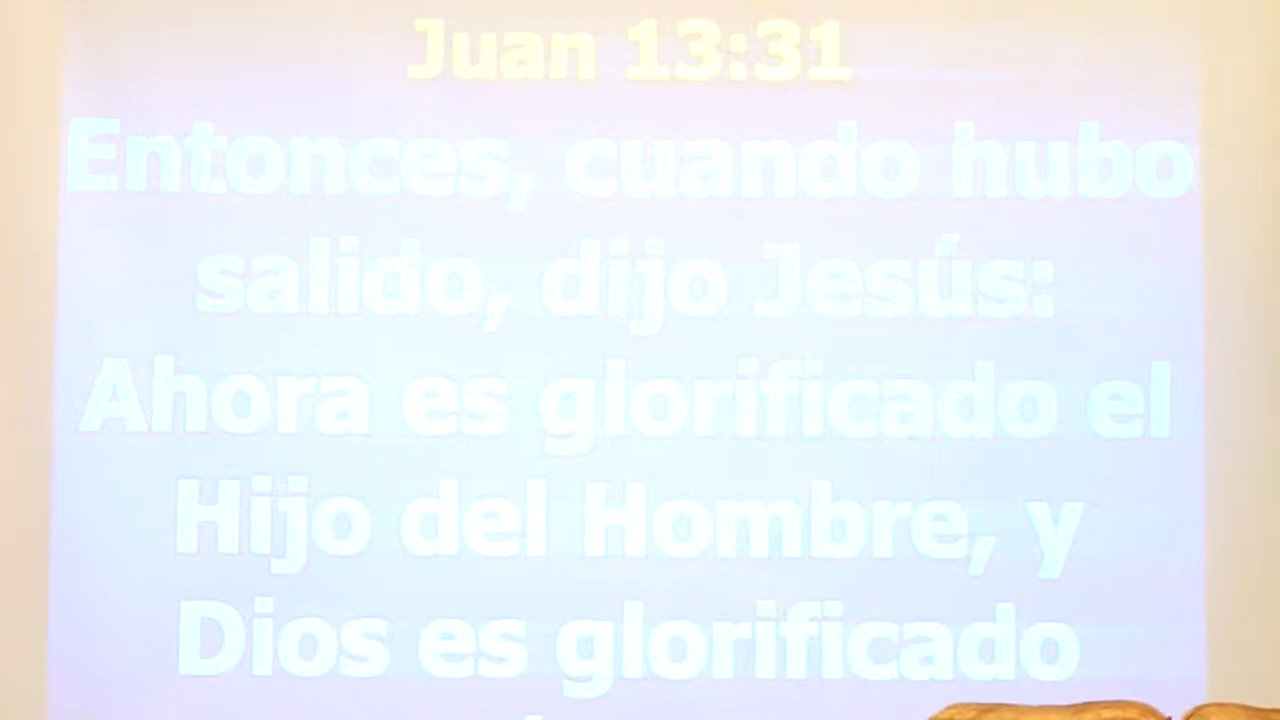 Juan 13:31
Entonces, cuando hubo
salido, dijo Jesús:
Ahora es glorificado el
Hijo del Hombre, y
Dios es glorificado